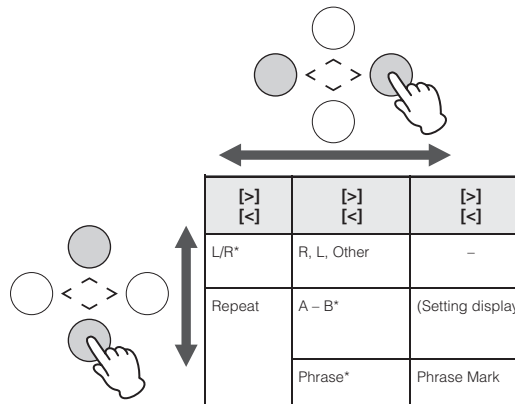 < >
[>] [>] [>]
[<] [<] [<]
L/R* R, L, Other –
< >
Repeat A – B* (Setting display
Phrase* Phrase Mark